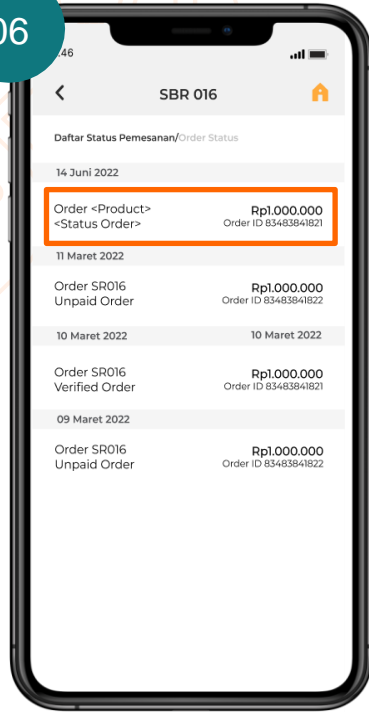 06
:46
SBR 016
Daftar Status Pemesanan/Order Status
14 Juni 2022
Order <Product> Rp1.000.000
<Status Order> Order ID 83483841821
11 Maret 2022
Order SR016 Rp1.000.000
Unpaid Order Order ID 83483841822
10 Maret 2022 10 Maret 2022
Order SR016 Rp1.000.000
Verified Order Order ID 83483841821
09 Maret 2022
Order SR016 Rp1.000.000
Unpaid Order Order ID 83483841822